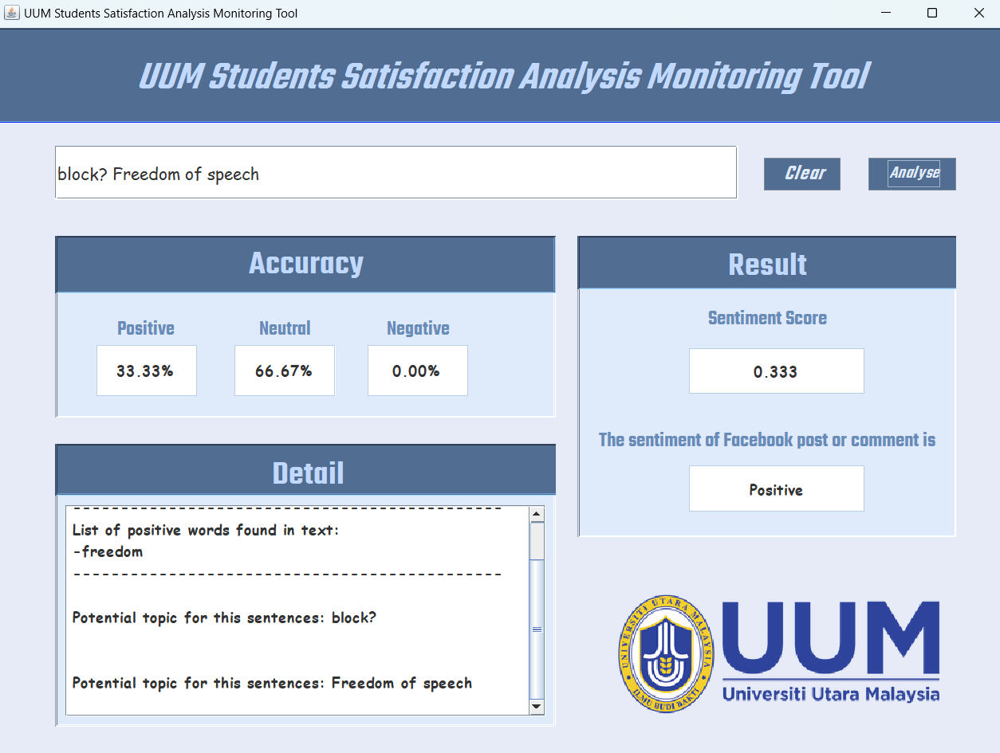 UUM Students Satisfaction Analysis Monitoring Tool
UUM Students Satisfaction Analysis Monitoring Tool
block? Freedom of speech
Clear
Analyse
Accuracy
Positive Neutral Negative
33.33% 66.67% 0.00%
Result
Sentiment Score
0.333
The sentiment of Facebook post or comment is
Positive
Detail
------------------------------------------------------
List of positive words found in text:
-freedom
------------------------------------------------------
Potential topic for this sentences: block?
Potential topic for this sentences: Freedom of speech
UNIVERSITI UTARA MALAYSIA
ILMU BUDI BAKTI
UUM
Universiti Utara Malaysia